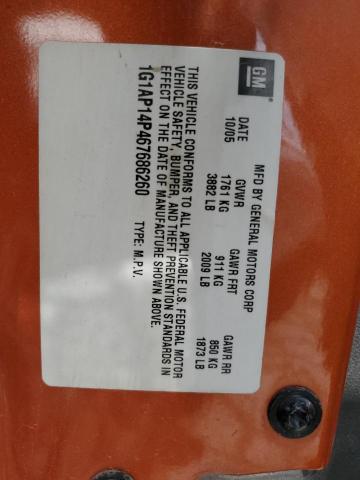 GM
MFD BY GENERAL MOTORS CORP
DATE GVWR GAWR FRT GAWR RR
10/05 1761 KG 911 KG 850 KG
3882 LB 2009 LB 1873 LB
THIS VEHICLE CONFORMS TO ALL APPLICABLE U.S. FEDERAL MOTOR
VEHICLE SAFETY, BUMPER, AND THEFT PREVENTION STANDARDS IN
EFFECT ON THE DATE OF MANUFACTURE SHOWN ABOVE.
1G1AP14P467686260 TYPE: M.P.V.